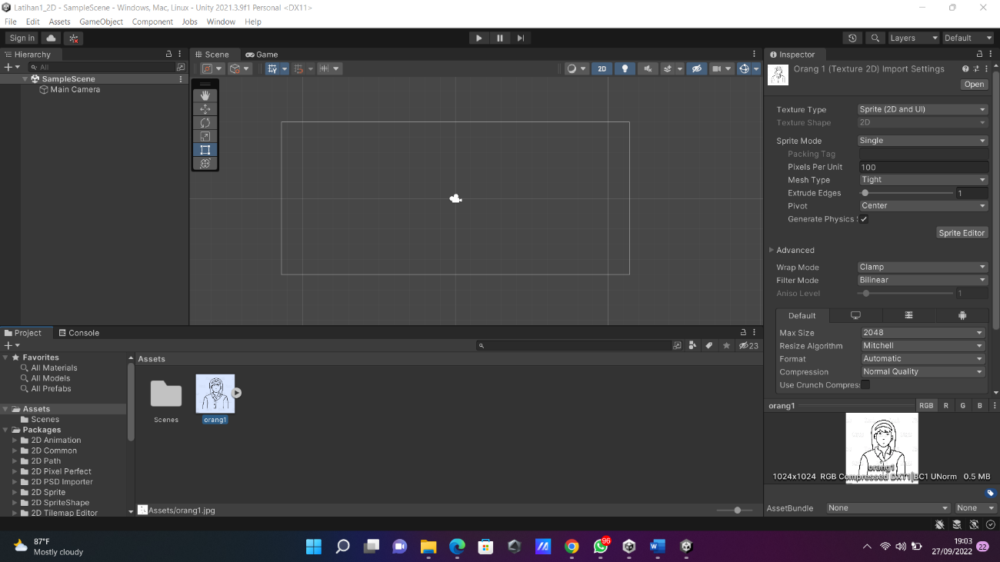 Latihan1_2D - SampleScene - Windows, Mac, Linux - Unity 2021.3.9f1 Personal <DX11>
File Edit Assets GameObject Component Jobs Window Help
Sign in Layers Default
Hierarchy
All
SampleScene
Main Camera
Scene Game
2D
Inspector
Orang 1 (Texture 2D) Import Settings
Open
Texture Type Sprite (2D and UI)
Texture Shape 2D
Sprite Mode Single
Packing Tag
Pixels Per Unit 100
Mesh Type Tight
Extrude Edges 1
Pivot Center
Generate Physics
Sprite Editor
Advanced
Wrap Mode Clamp
Filter Mode Bilinear
Aniso Level 1
Default
Max Size 2048
Resize Algorithm Mitchell
Format Automatic
Compression Normal Quality
Use Crunch Compress
orang1 RGB R G B
orang1
1024x1024 RGB Compressed DXT1|BC1 UNorm 0.5 MB
AssetBundle None None
Project Console
23
Favorites
All Materials
All Models
All Prefabs
Assets
Scenes
Packages
2D Animation
2D Common
2D Path
2D Pixel Perfect
2D PSD Importer
2D Sprite
2D SpriteShape
2D Tilemap Editor
Assets
Scenes orang1
Assets/orang1.jpg
87°F
Mostly cloudy
96
19:03
27/09/2022
22